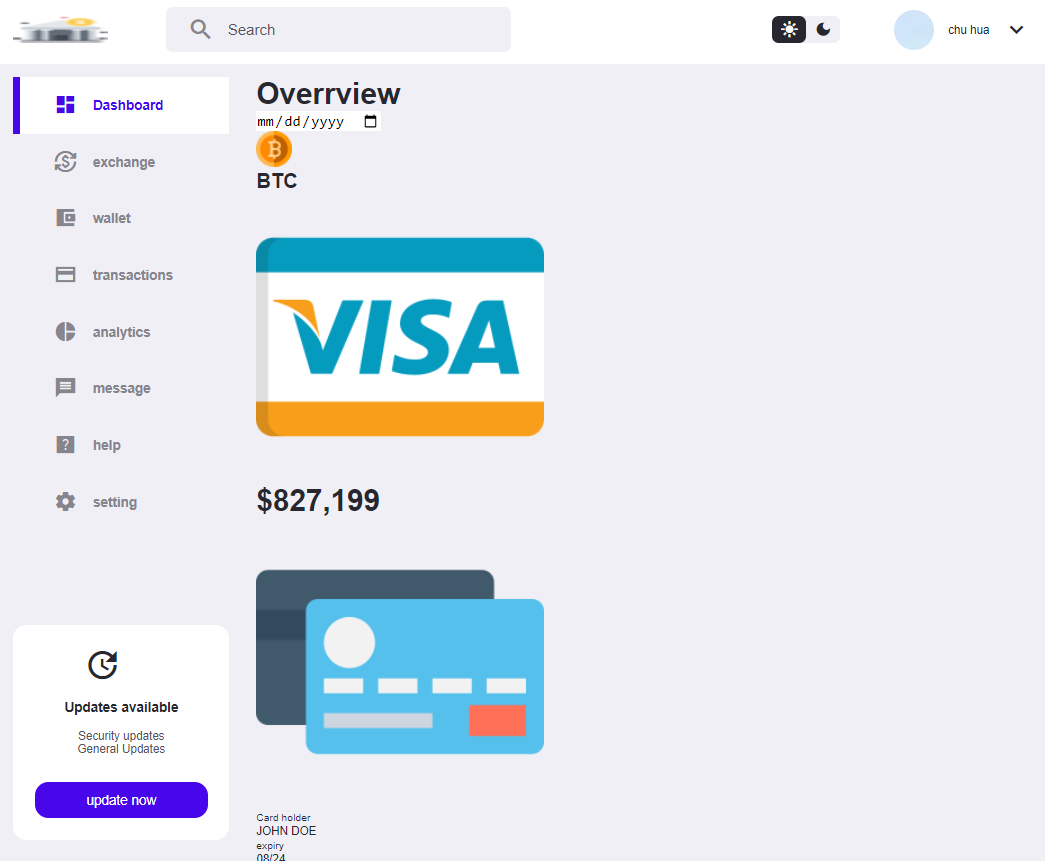 Search
chu hua
Dashboard
exchange
wallet
transactions
analytics
message
help
setting
Updates available
Security updates
General Updates
update now
Overrview
mm/dd/yyyy
BTC
VISA
$827,199
Card holder
JOHN DOE
expiry
08/24